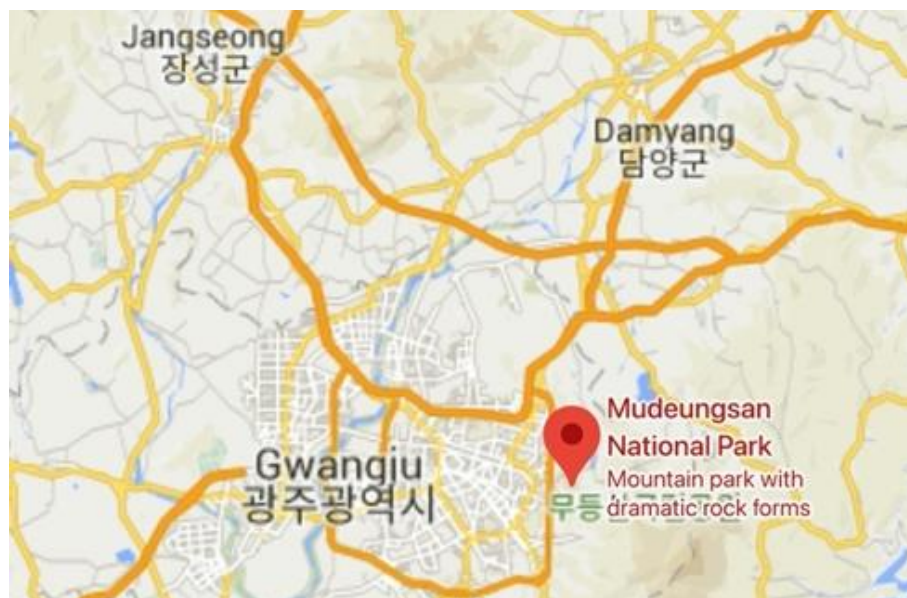 Jangseong
장성군
Damyang
담양군
Mudeungsan
National Park
Mountain park with
dramatic rock forms
무등
Gwangju
광주광역시